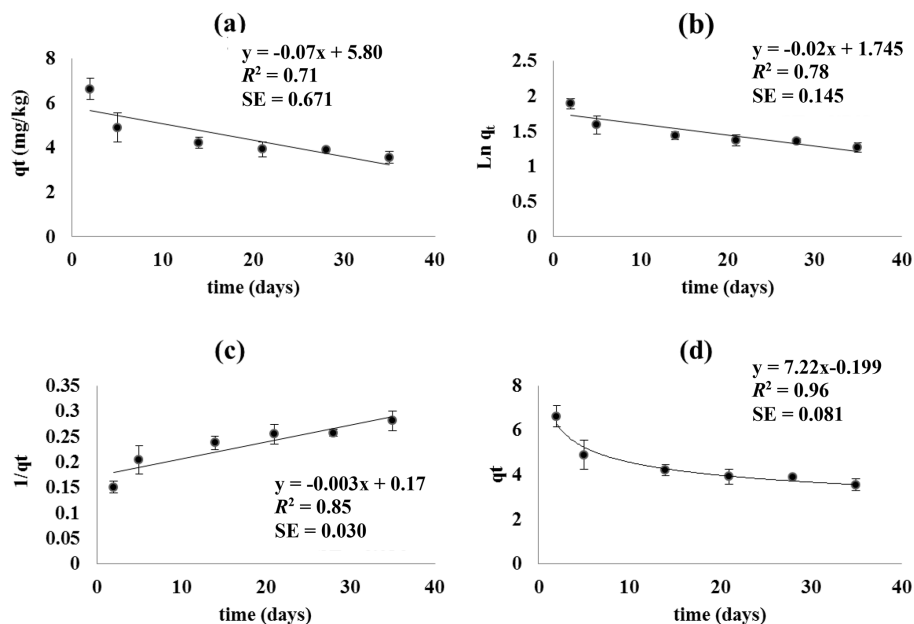 (a)
y = -0.07x + 5.80
R² = 0.71
SE = 0.671
qt (mg/kg)
8
6
4
2
0
0 10 20 30 40
time (days)
(b)
y = -0.02x + 1.745
R² = 0.78
SE = 0.145
Ln qt
2.5
2
1.5
1
0.5
0
0 10 20 30 40
time (days)
(c)
1/qt
0.35
0.3
0.25
0.2
0.15
0.1
0.05
0
y = -0.003x + 0.17
R² = 0.85
SE = 0.030
0 10 20 30 40
time (days)
(d)
y = 7.22x-0.199
R² = 0.96
SE = 0.081
qt
8
6
4
2
0
0 10 20 30 40
time (days)